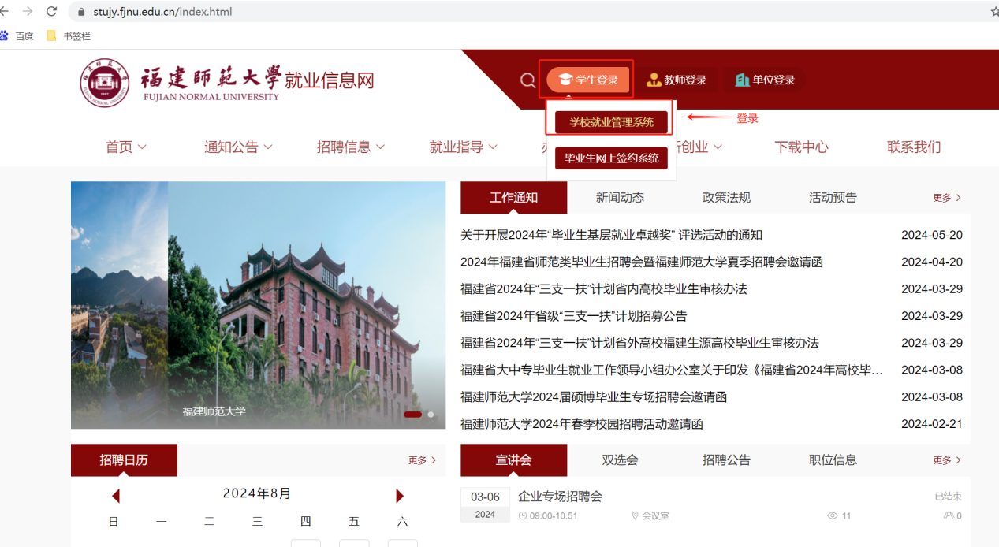 stujy.fjnu.edu.cn/index.html
百度 书签栏
福建师范大学就业信息网
FUJIAN NORMAL UNIVERSITY
学生登录 教师登录 单位登录
学校就业管理系统 登录
毕业生网上签约系统
首页 通知公告 招聘信息 就业指导 创业 下载中心 联系我们
工作通知 新闻动态 政策法规 活动预告 更多
关于开展2024年“毕业生基层就业卓越奖” 评选活动的通知 2024-05-20
2024年福建省师范类毕业生招聘会暨福建师范大学夏季招聘会邀请函 2024-04-20
福建省2024年“三支一扶”计划省内高校毕业生审核办法 2024-03-29
福建省2024年省级“三支一扶”计划招募公告 2024-03-29
福建省2024年“三支一扶”计划省外高校福建生源高校毕业生审核办法 2024-03-29
福建省大中专毕业生就业工作领导小组办公室关于印发《福建省2024年高校毕… 2024-03-08
福建师范大学2024届硕博毕业生专场招聘会邀请函 2024-03-08
福建师范大学2024年春季校园招聘活动邀请函 2024-02-21
福建师范大学
招聘日历 更多
2024年8月
日 一 二 三 四 五 六
宣讲会 双选会 招聘公告 职位信息 更多
03-06 企业专场招聘会 已结束
2024 09:00-10:51 会议室 11 0